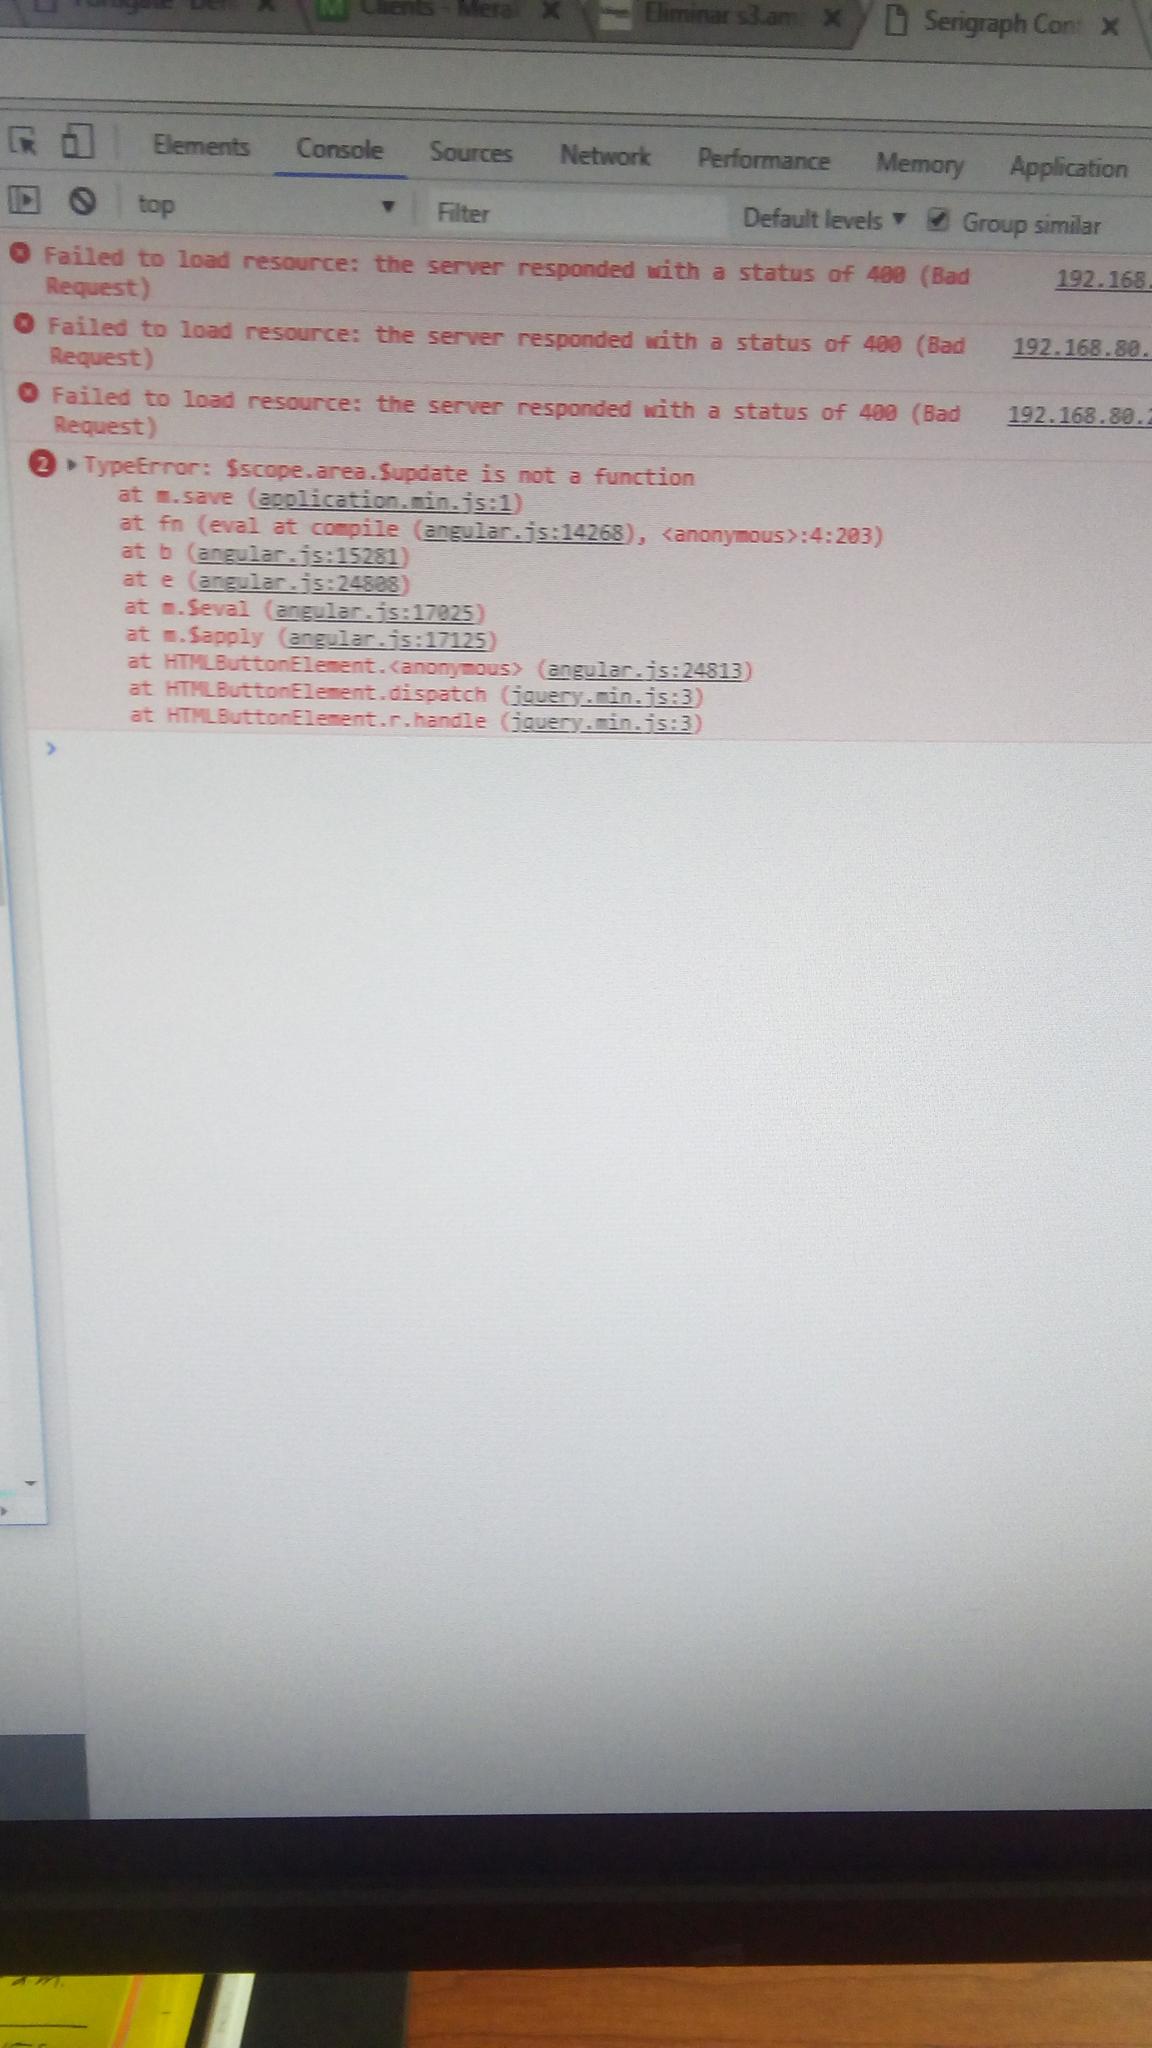 Clients - Mera
Eliminar s3.am
Serigraph Con
Elements Console Sources Network Performance Memory Application
top Filter Default levels Group similar
Failed to load resource: the server responded with a status of 400 (Bad 192.168.
Request)
Failed to load resource: the server responded with a status of 400 (Bad 192.168.80.
Request)
Failed to load resource: the server responded with a status of 400 (Bad 192.168.80.2
Request)
2 TypeError: $scope.area.$update is not a function
at m.save (application.min.js:1)
at fn (eval at compile (angular.js:14268), <anonymous>:4:203)
at b (angular.js:15281)
at e (angular.js:24808)
at m.$eval (angular.js:17025)
at m.$apply (angular.js:17125)
at HTMLButtonElement.<anonymous> (angular.js:24813)
at HTMLButtonElement.dispatch (jquery.min.js:3)
at HTMLButtonElement.r.handle (jquery.min.js:3)
am.